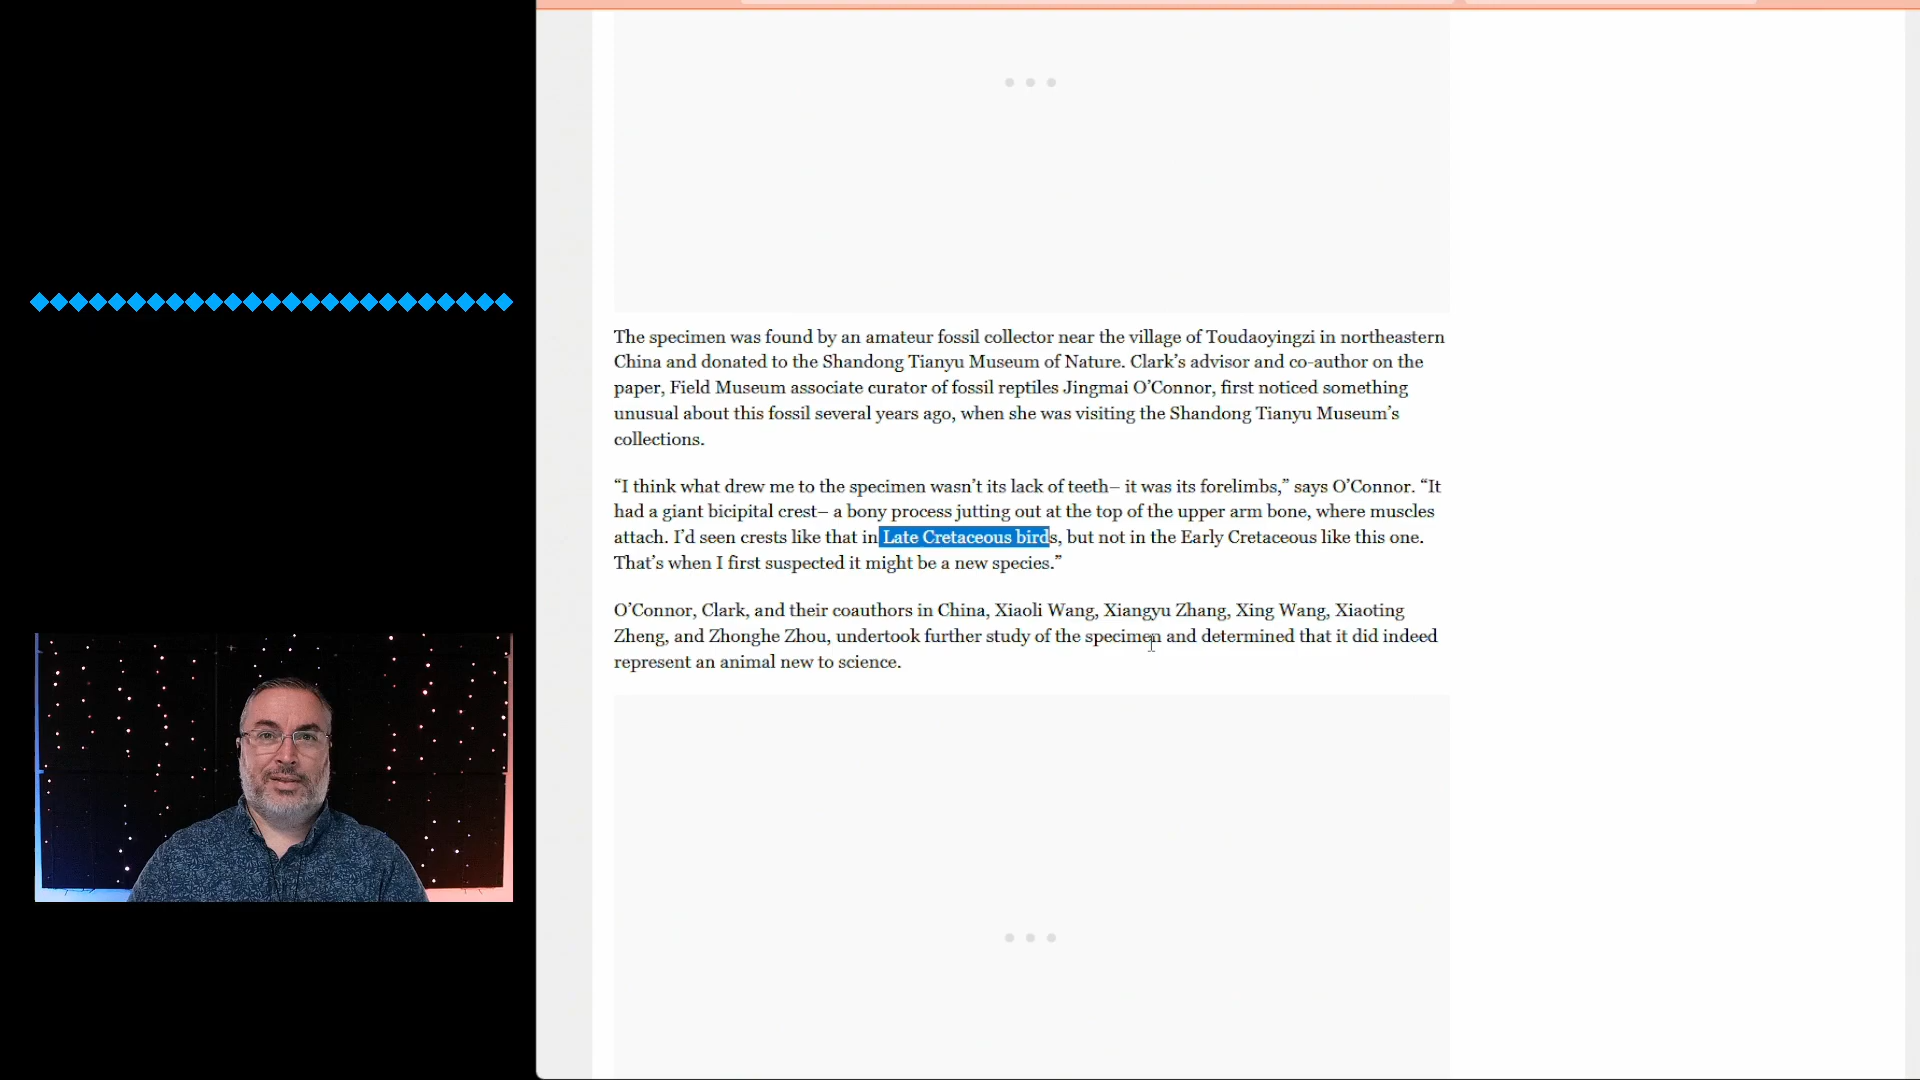 The specimen was found by an amateur fossil collector near the village of Toudaoyingzi in northeastern
China and donated to the Shandong Tianyu Museum of Nature. Clark’s advisor and co-author on the
paper, Field Museum associate curator of fossil reptiles Jingmai O’Connor, first noticed something
unusual about this fossil several years ago, when she was visiting the Shandong Tianyu Museum’s
collections.
“I think what drew me to the specimen wasn’t its lack of teeth– it was its forelimbs,” says O’Connor. “It
had a giant bicipital crest– a bony process jutting out at the top of the upper arm bone, where muscles
attach. I’d seen crests like that in Late Cretaceous birds, but not in the Early Cretaceous like this one.
That’s when I first suspected it might be a new species.”
O’Connor, Clark, and their coauthors in China, Xiaoli Wang, Xiangyu Zhang, Xing Wang, Xiaoting
Zheng, and Zhonghe Zhou, undertook further study of the specimen and determined that it did indeed
represent an animal new to science.